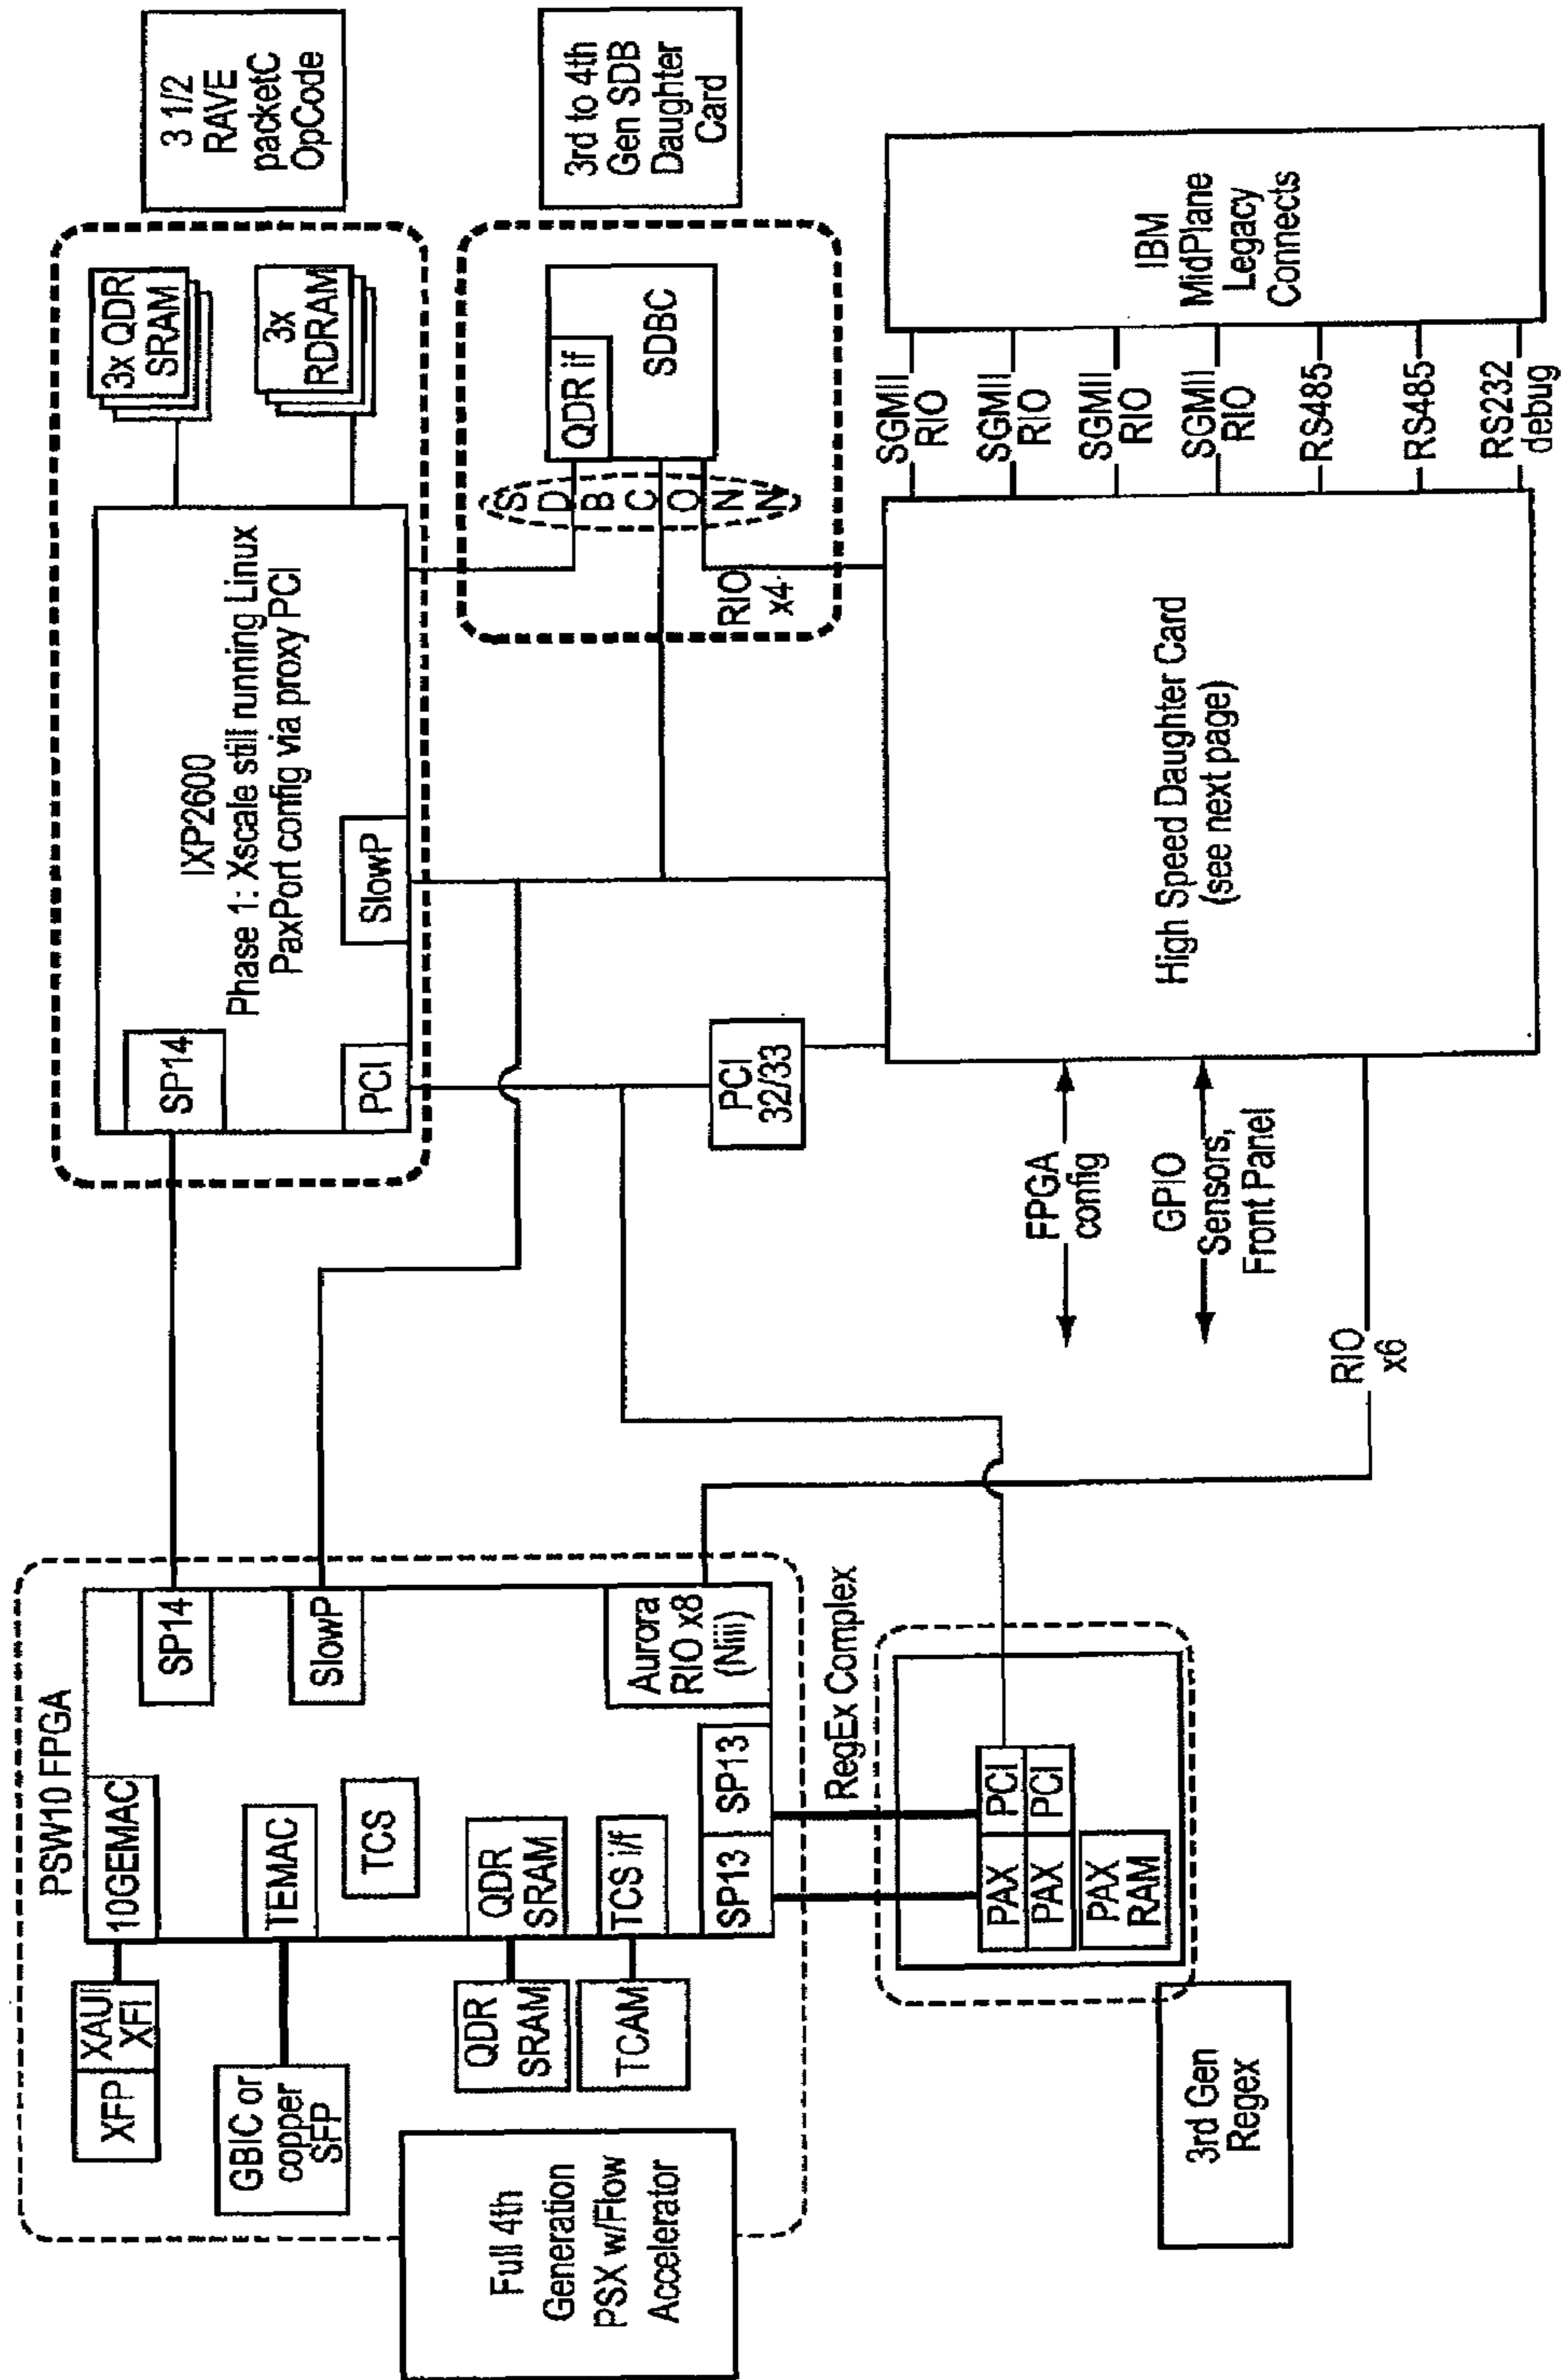 PSW10 FPGA
XFP
XAUI
XFI
10GEMAC
SP14
GBIC or
copper
SFP
TEMAC
SlowP
TCS
Full 4th
Generation
PSX w/Flow
Accelerator
QDR
SRAM
QDR
SRAM
TCAM
TCS i/f
Aurora
RIO x8
(Niii)
SP13
SP13
RegEx Complex
PAX
PCI
PAX
PCI
PAX
RAM
3rd Gen
Regex
SP14
IXP2600
Phase 1: Xscale still running Linux
PaxPort config via proxy PCI
PCI
SlowP
3x QDR
SRAM
3x
RDRAM
3 1/2
RAVE
packetC
OpCode
S
D
B
C
O
N
N
QDR if
SDBC
RIO
x4
3rd to 4th
Gen SDB
Daughter
Card
PCI
32/33
FPGA
config
GPIO
Sensors,
Front Panel
RIO
x6
High Speed Daughter Card
(see next page)
SGMII
RIO
SGMII
RIO
SGMII
RIO
SGMII
RIO
RS485
RS485
RS232
debug
IBM
MidPlane
Legacy
Connects